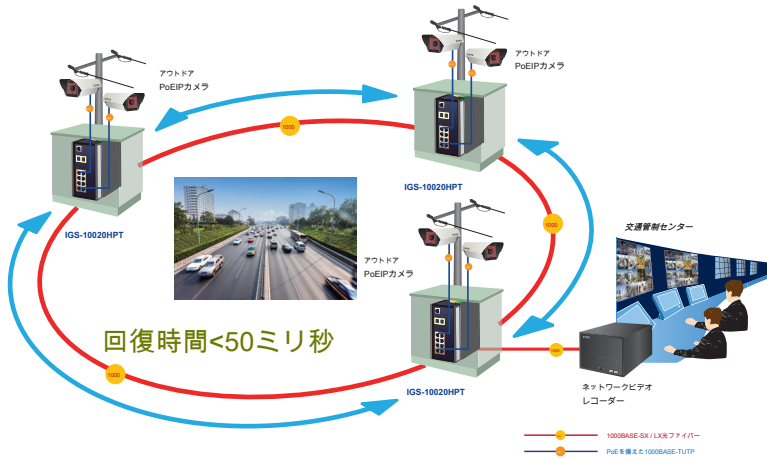 アウトドア
PoEIPカメラ
アウトドア
PoEIPカメラ
1000
IGS-10020HPT
IGS-10020HPT
1000
交通管制センター
アウトドア
PoEIPカメラ
回復時間<50ミリ秒
1000
1000
IGS-10020HPT
ネットワークビデオ
レコーダー
1000BASE-SX / LX光ファイバー
PoEを備えた1000BASE-TUTP